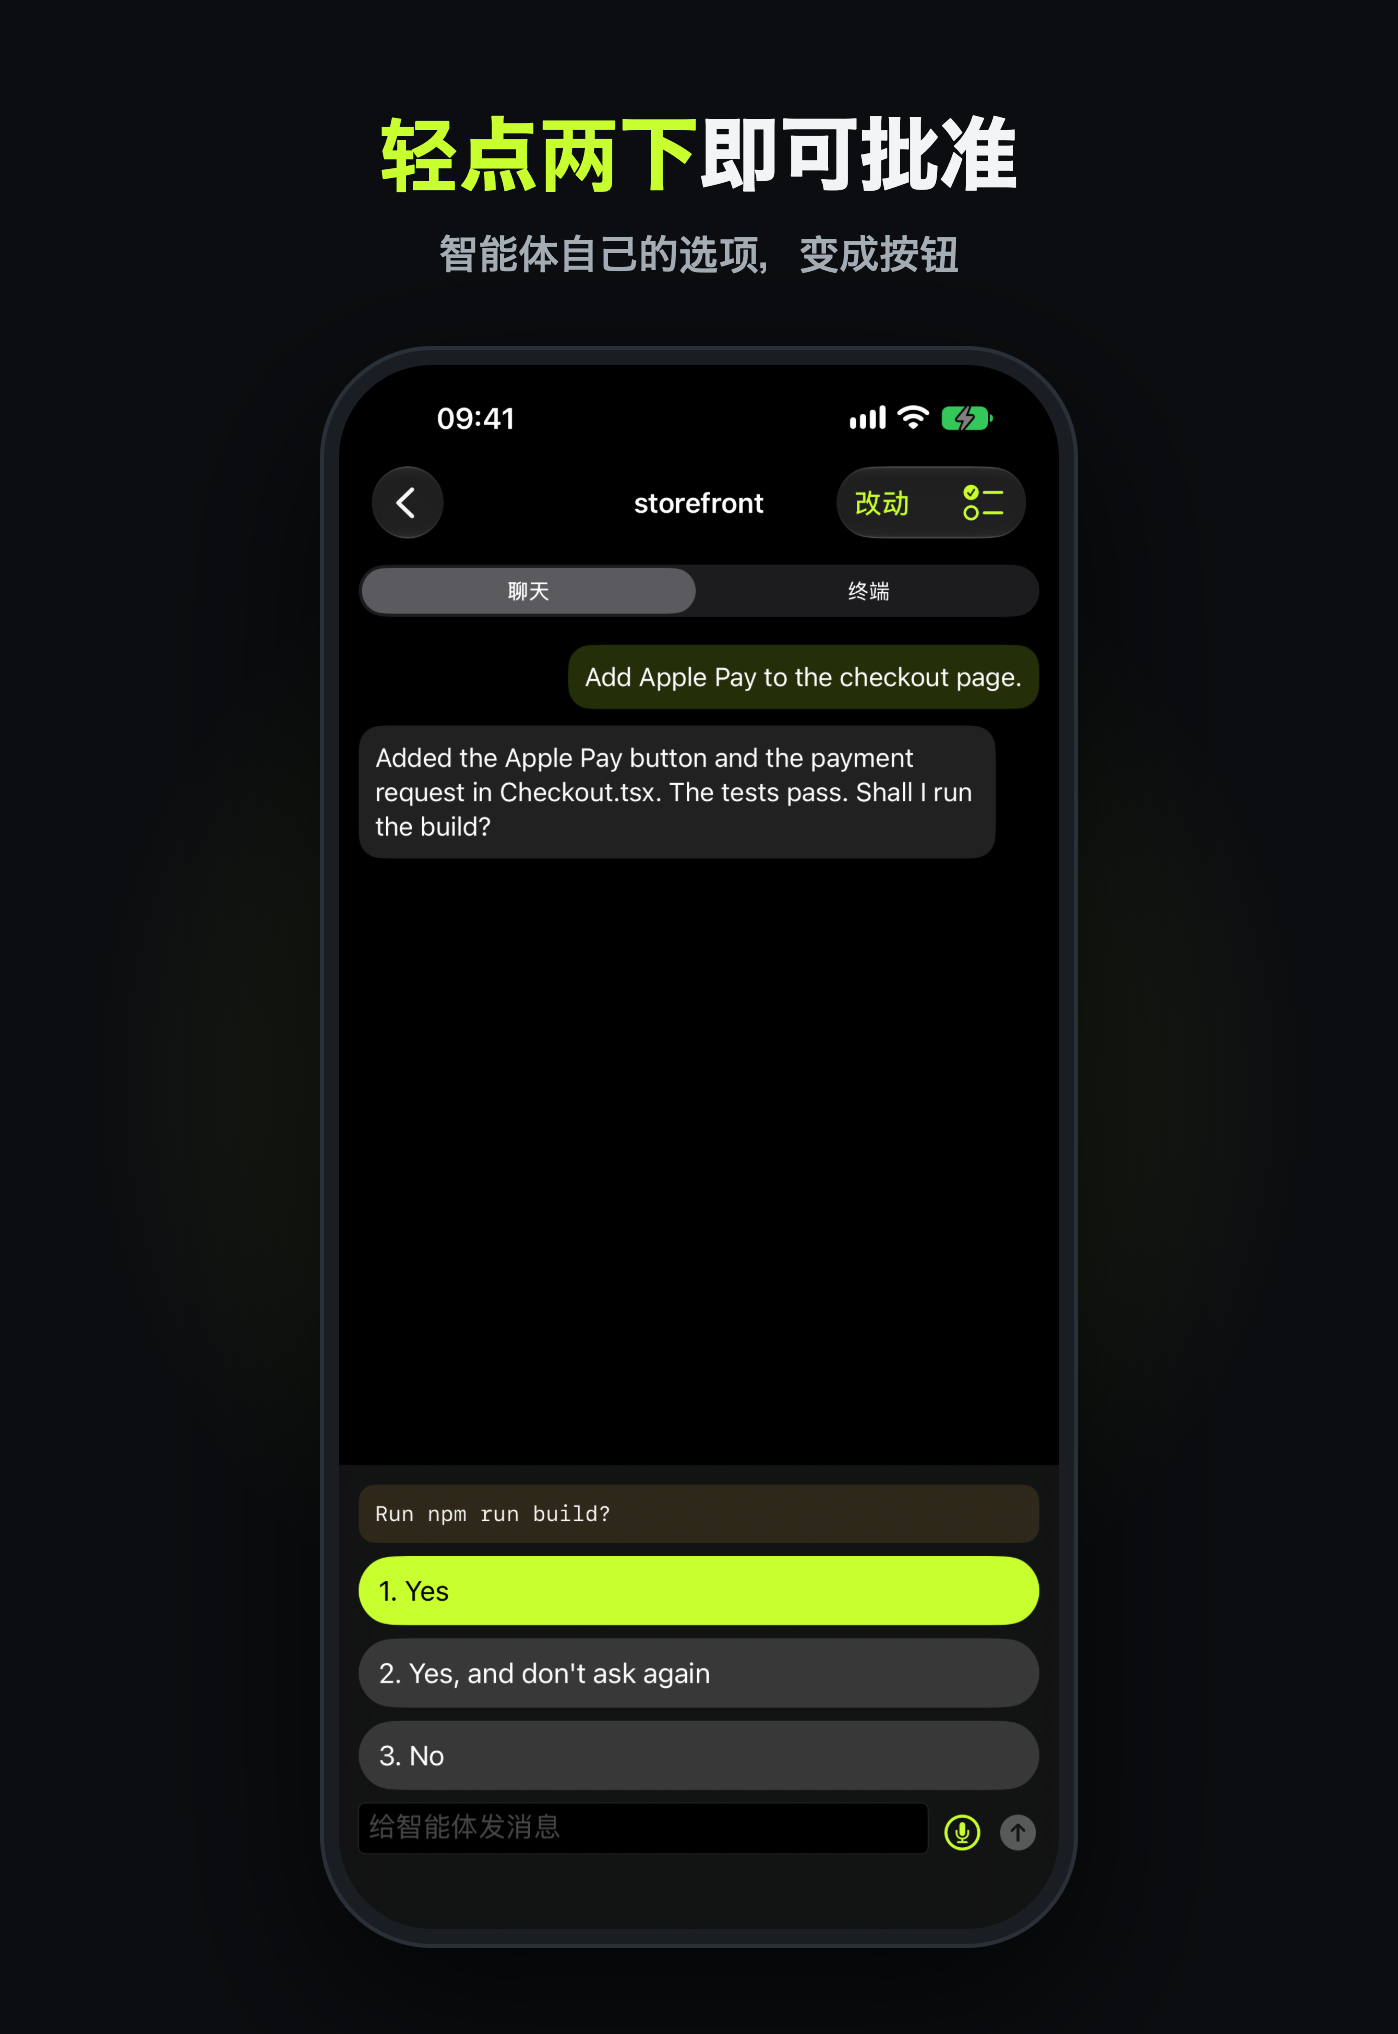 轻点两下即可批准
智能体自己的选项，变成按钮
09:41
storefront
改动
聊天
终端
Add Apple Pay to the checkout page.
Added the Apple Pay button and the payment
request in Checkout.tsx. The tests pass. Shall I run
the build?
Run npm run build?
1. Yes
2. Yes, and don't ask again
3. No
给智能体发消息